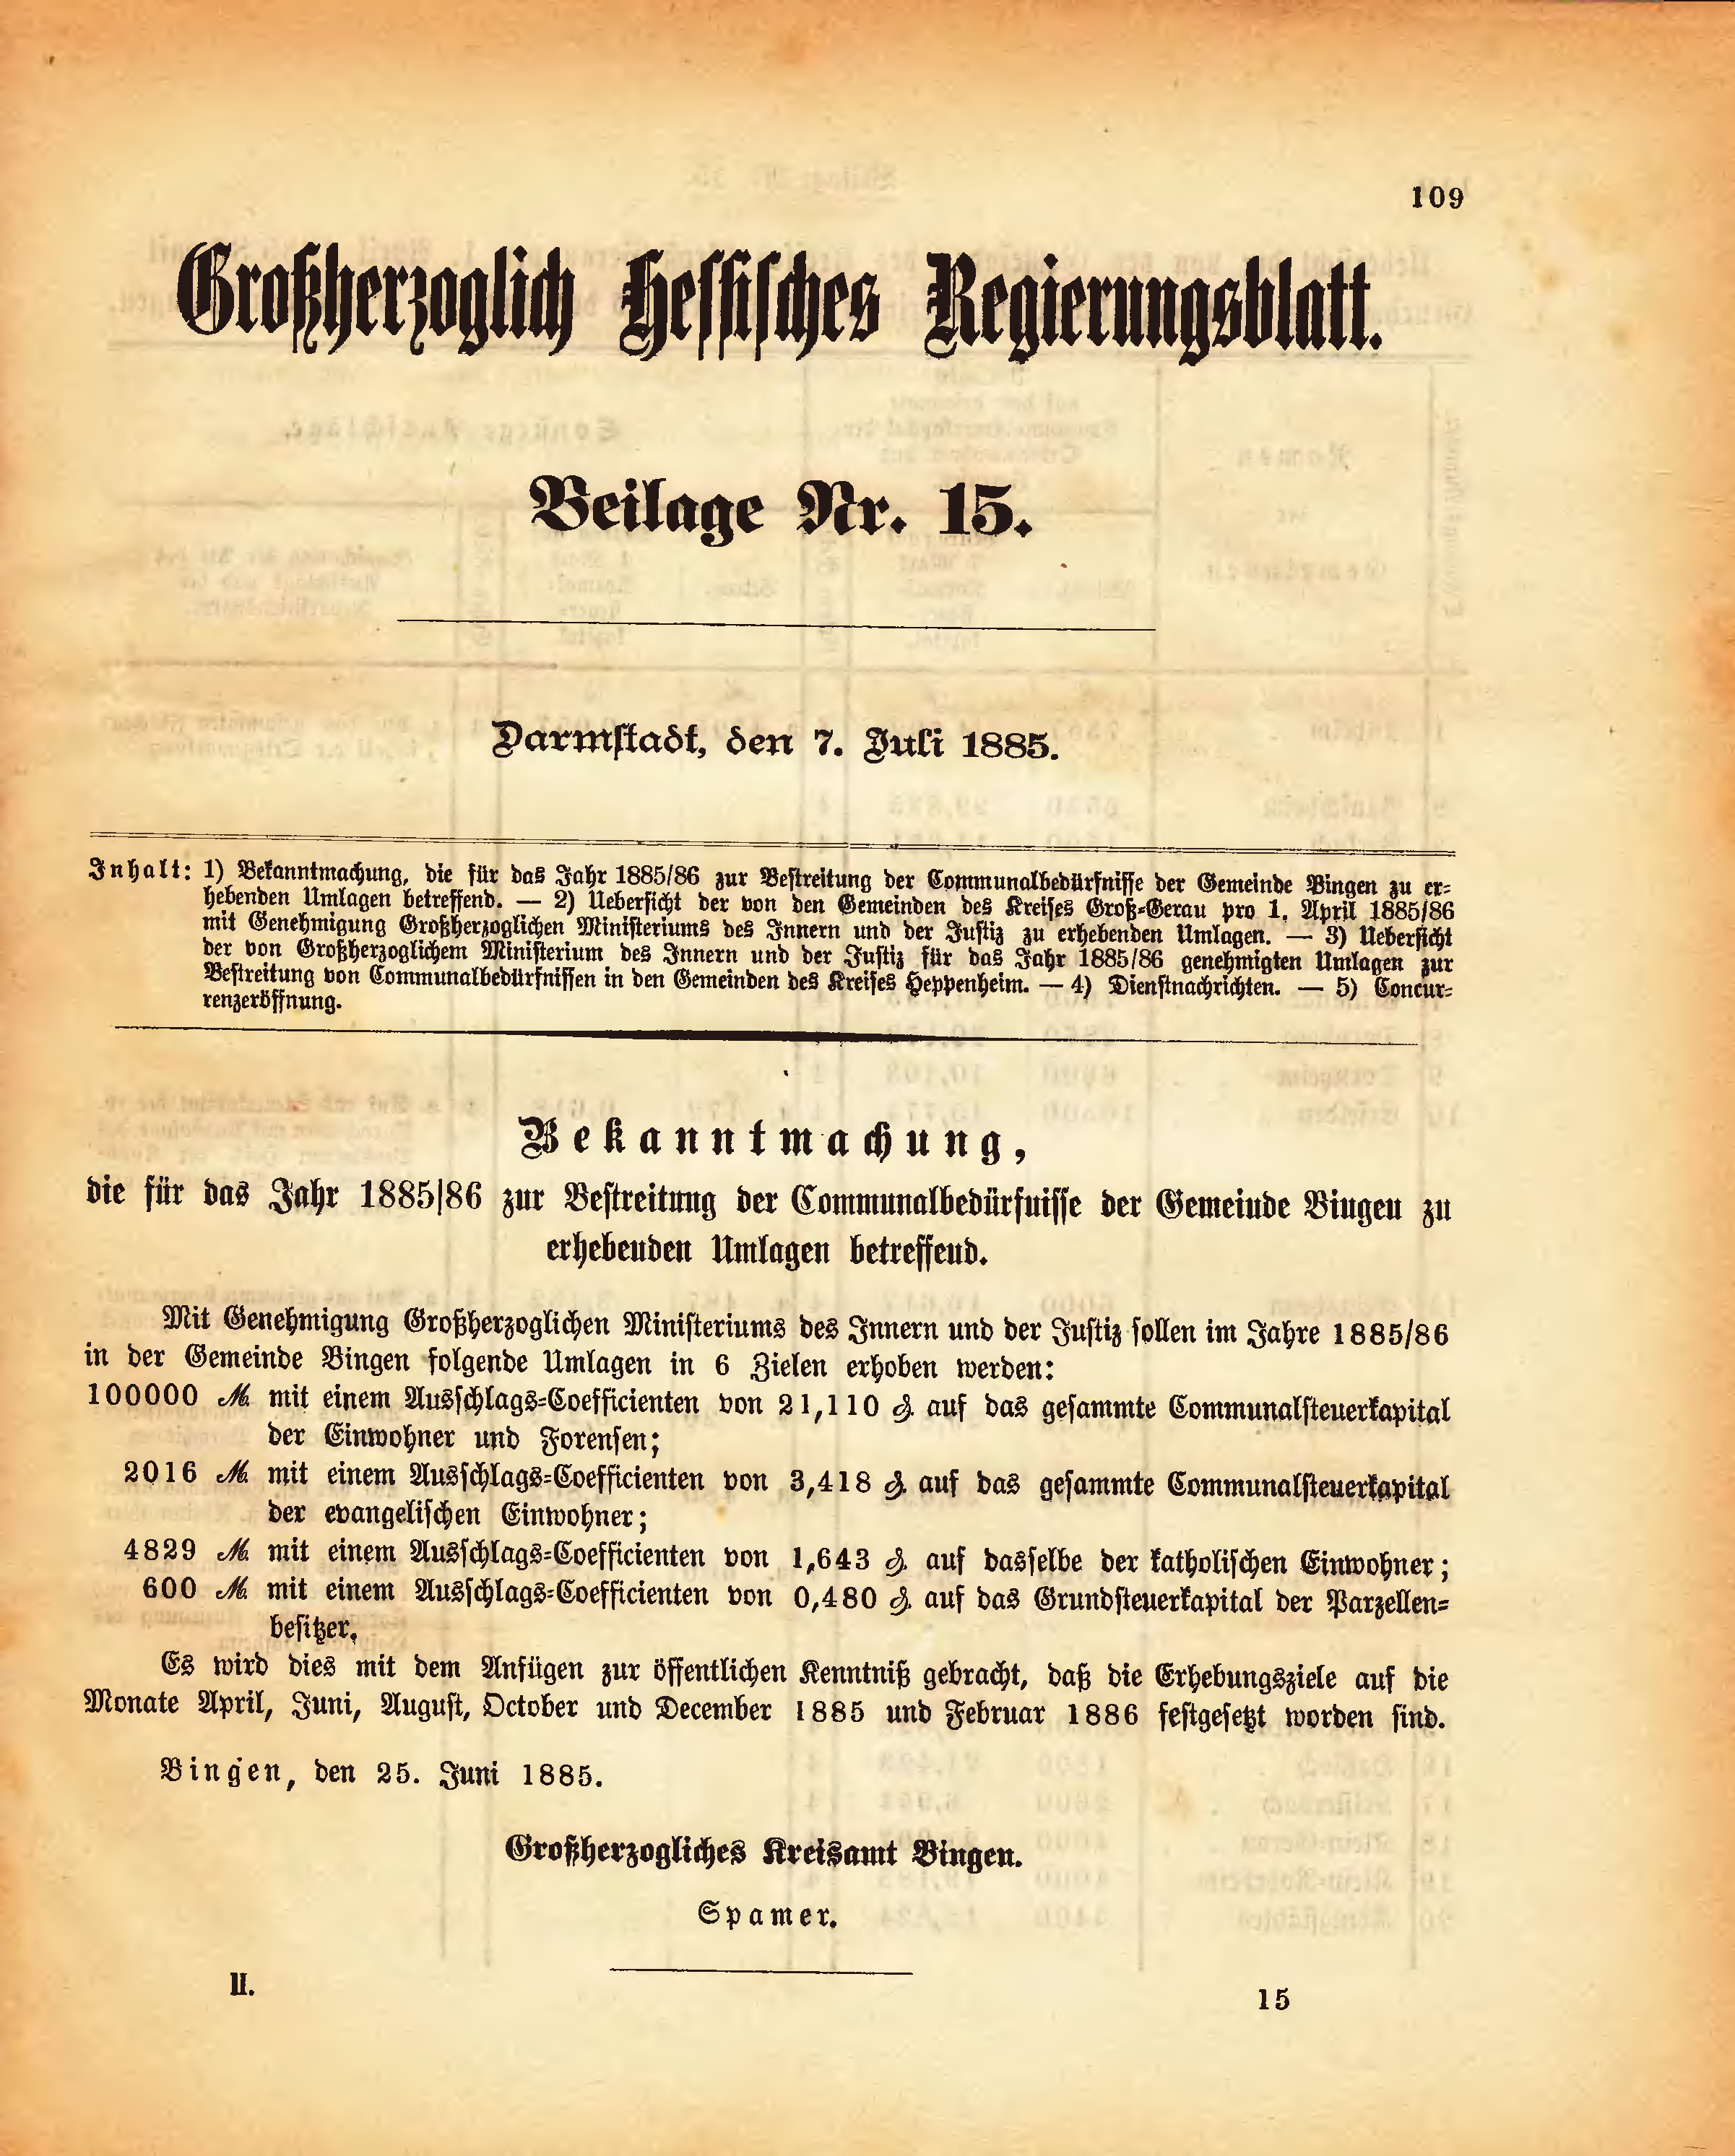 109
Großherzoglich Hessisches Regierungsblatt.
Beilage Nr. 15.
Darmstadt, den 7. Juli 1885.
Inhalt: 1) Bekanntmachung, die für das Jahr 1885/86 zur Bestreitung der Communalbedürfnisse der Gemeinde Bingen zu er-
hebenden Umlagen betreffend. — 2) Uebersicht der von den Gemeinden des Kreises Groß-Gerau pro 1. April 1885/86
mit Genehmigung Großherzoglichen Ministeriums des Innern und der Justiz zu erhebenden Umlagen. — 3) Uebersicht
der von Großherzoglichem Ministerium des Innern und der Justiz für das Jahr 1885/86 genehmigten Umlagen zur
Bestreitung von Communalbedürfnissen in den Gemeinden des Kreises Heppenheim. — 4) Dienstnachrichten. — 5) Concur-
renzeröffnung.
Bekanntmachung,
die für das Jahr 1885/86 zur Bestreitung der Communalbedürfnisse der Gemeinde Bingen zu
erhebenden Umlagen betreffend.
Mit Genehmigung Großherzoglichen Ministeriums des Innern und der Justiz sollen im Jahre 1885/86
in der Gemeinde Bingen folgende Umlagen in 6 Zielen erhoben werden:
100000 M. mit einem Ausschlags-Coefficienten von 21,110 ₰. auf das gesammte Communalsteuerkapital
der Einwohner und Forensen;
2016 M. mit einem Ausschlags-Coefficienten von 3,418 ₰. auf das gesammte Communalsteuerkapital
der evangelischen Einwohner;
4829 M. mit einem Ausschlags-Coefficienten von 1,643 ₰. auf dasselbe der katholischen Einwohner;
600 M. mit einem Ausschlags-Coefficienten von 0,480 ₰. auf das Grundsteuerkapital der Parzellen-
besitzer.
Es wird dies mit dem Anfügen zur öffentlichen Kenntniß gebracht, daß die Erhebungsziele auf die
Monate April, Juni, August, October und December 1885 und Februar 1886 festgesetzt worden sind.
Bingen, den 25. Juni 1885.
Großherzogliches Kreisamt Bingen.
Spamer.
II.
15